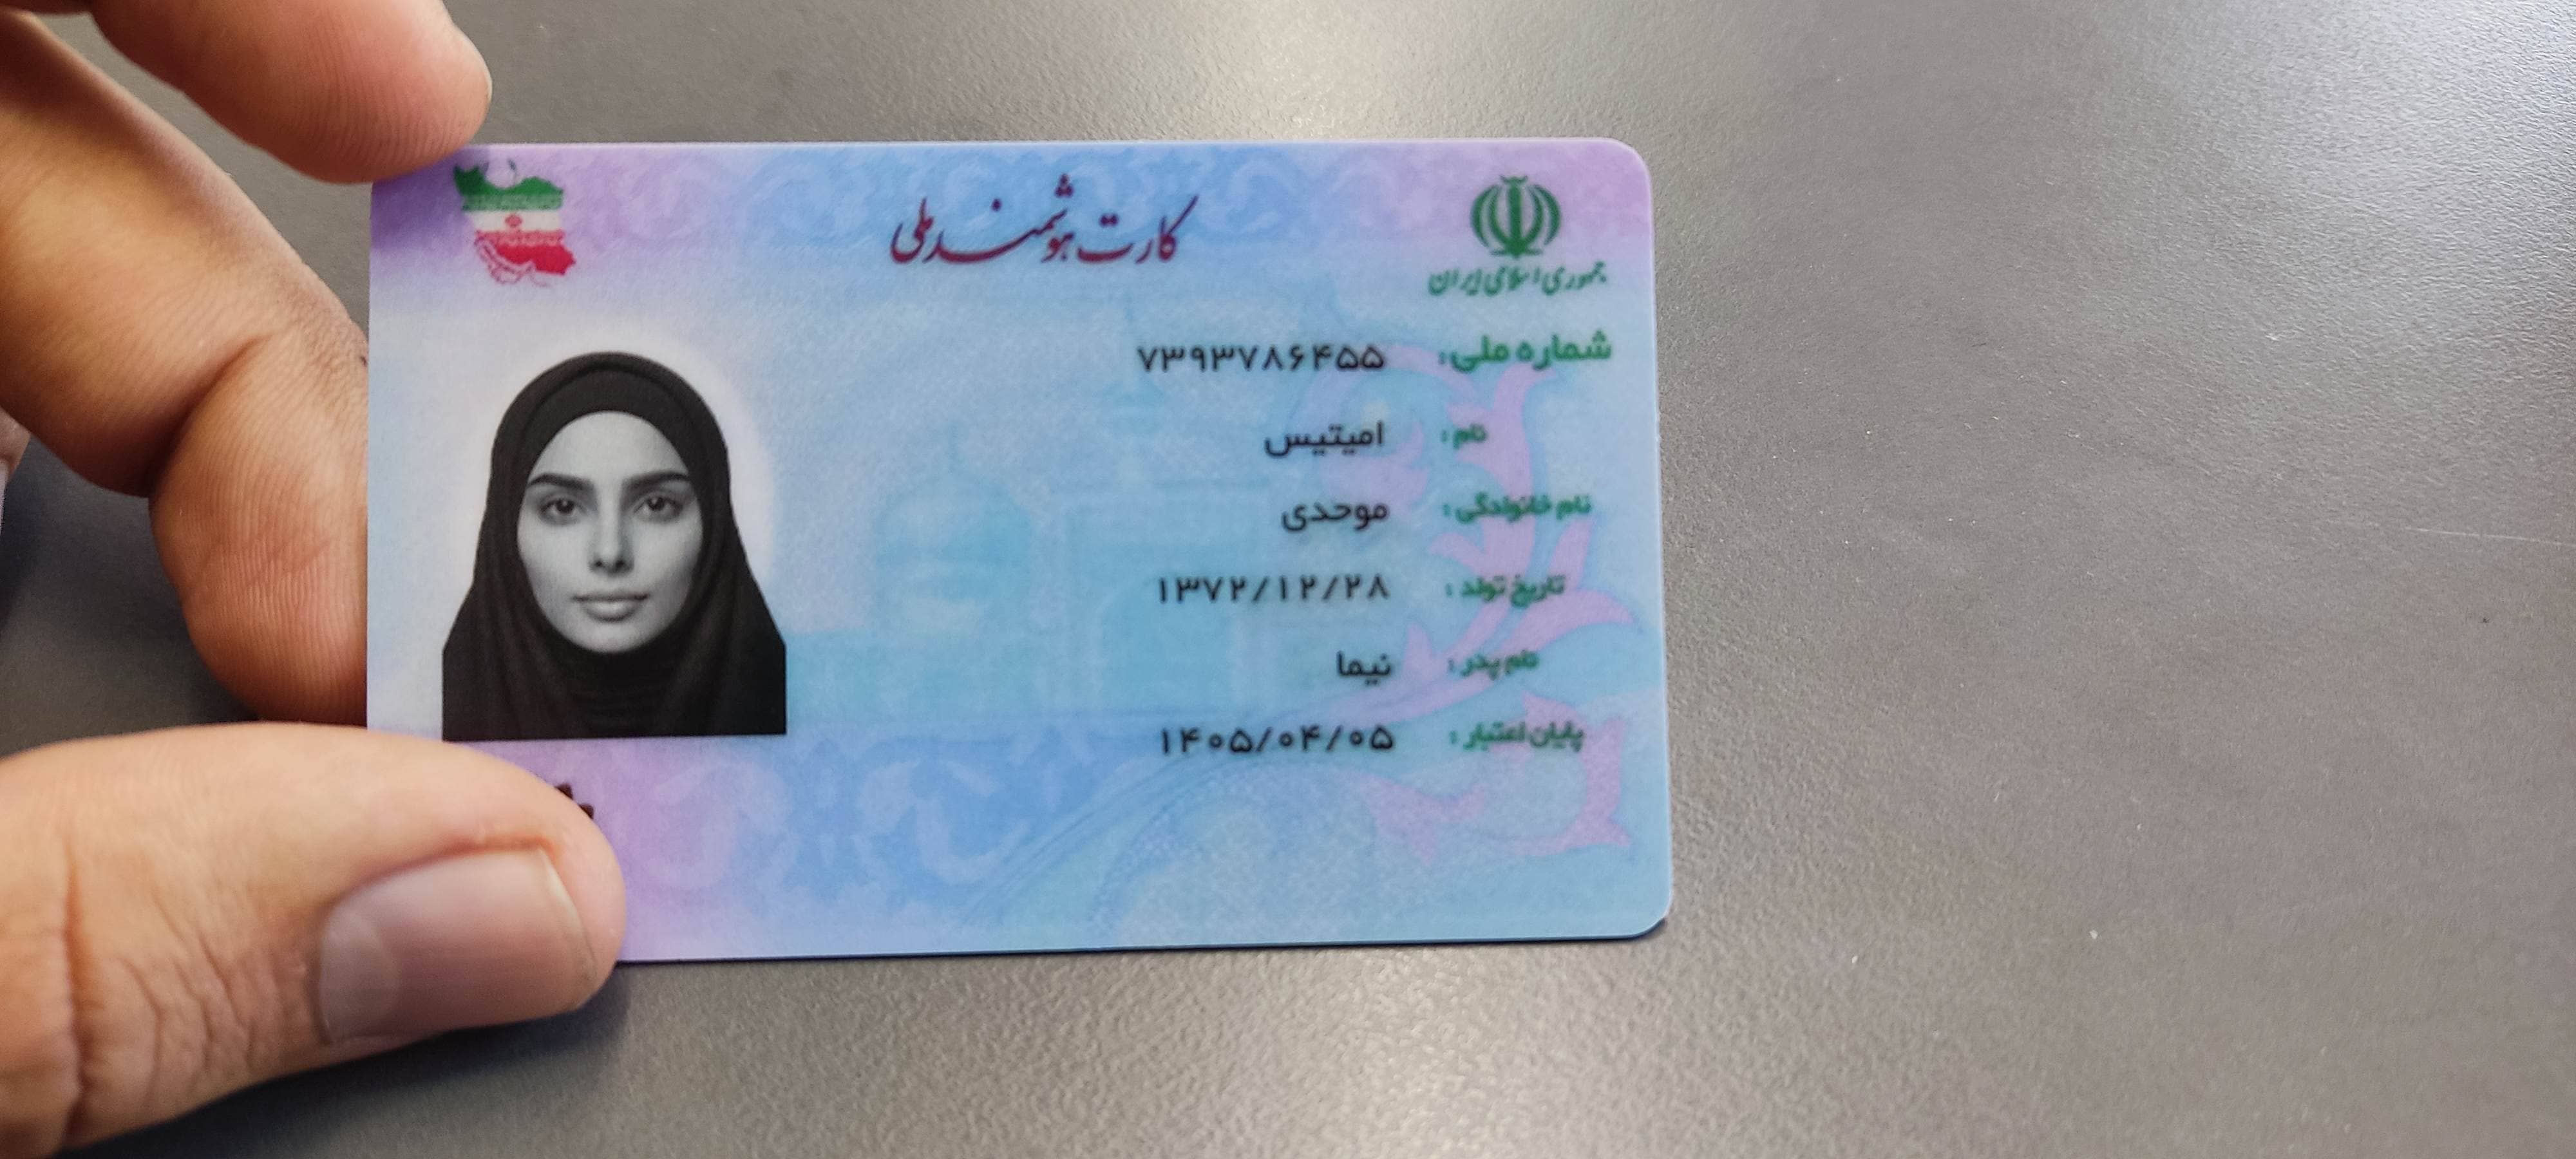 کارت هوشمند ملی
جمهوری اسلامی ایران
شماره ملی: ۷۳۹۳۷۸۶۴۵۵
نام: امیتیس
نام خانوادگی: موحدی
تاریخ تولد: ۱۳۷۲/۱۲/۲۸
نام پدر: نیما
پایان اعتبار: ۱۴۰۵/۰۴/۰۵